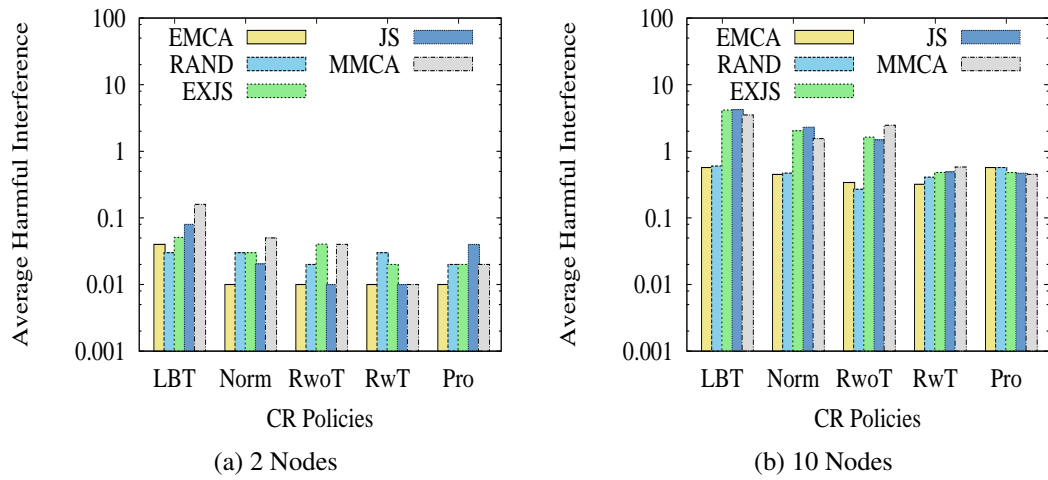 Average Harmful Interference
100
10
1
0.1
0.01
0.001
EMCA
RAND
EXJS
JS
MMCA
LBT Norm RwoT RwT Pro
CR Policies
(a) 2 Nodes
Average Harmful Interference
100
10
1
0.1
0.01
0.001
EMCA
RAND
EXJS
JS
MMCA
LBT Norm RwoT RwT Pro
CR Policies
(b) 10 Nodes